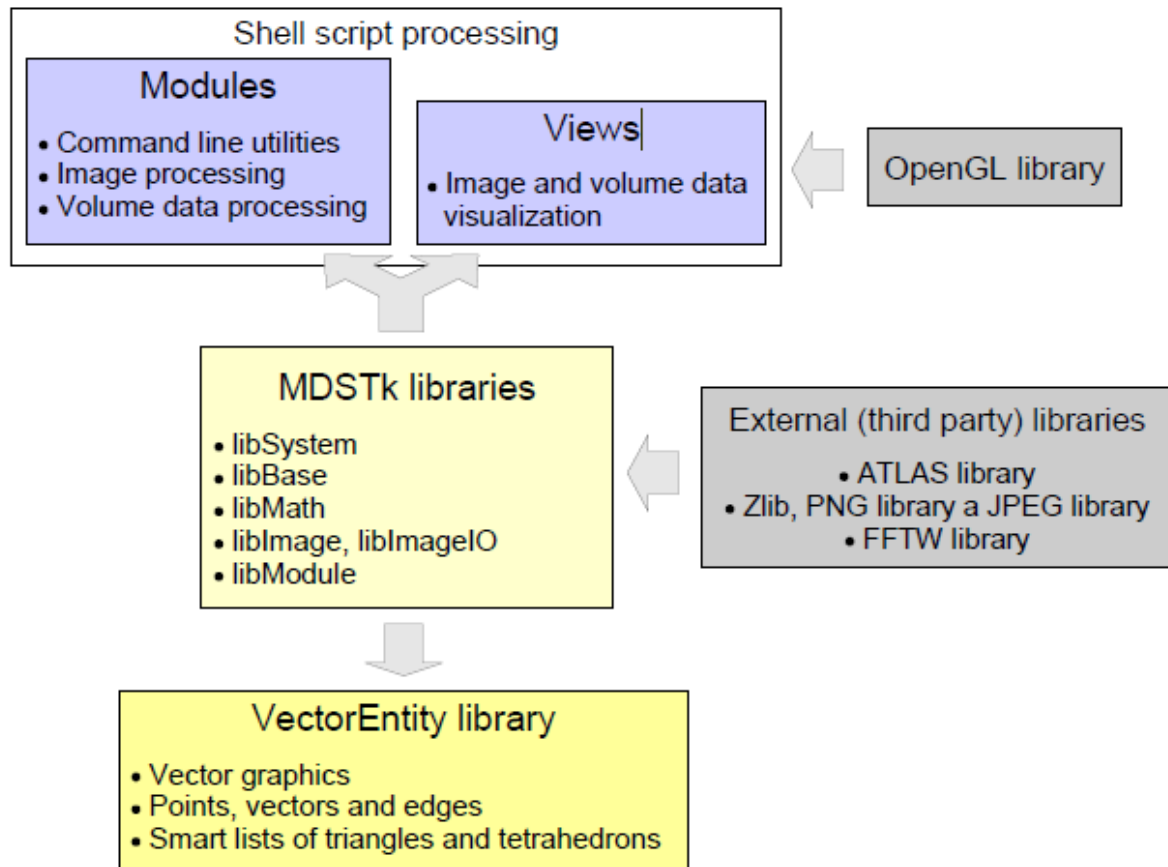 Shell script processing
Modules
• Command line utilities
• Image processing
• Volume data processing
Views
• Image and volume data
visualization
OpenGL library
MDSTk libraries
• libSystem
• libBase
• libMath
• libImage, libImageIO
• libModule
External (third party) libraries
• ATLAS library
• Zlib, PNG library a JPEG library
• FFTW library
VectorEntity library
• Vector graphics
• Points, vectors and edges
• Smart lists of triangles and tetrahedrons